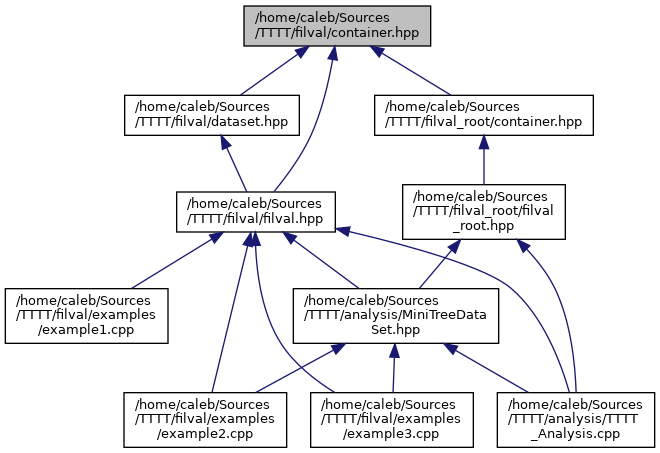 /home/caleb/Sources
/TTTT/filval/container.hpp
/home/caleb/Sources
/TTTT/filval/dataset.hpp
/home/caleb/Sources
/TTTT/filval_root/container.hpp
/home/caleb/Sources
/TTTT/filval/filval.hpp
/home/caleb/Sources
/TTTT/filval_root/filval
_root.hpp
/home/caleb/Sources
/TTTT/filval/examples
/example1.cpp
/home/caleb/Sources
/TTTT/analysis/MiniTreeData
Set.hpp
/home/caleb/Sources
/TTTT/filval/examples
/example2.cpp
/home/caleb/Sources
/TTTT/filval/examples
/example3.cpp
/home/caleb/Sources
/TTTT/analysis/TTTT
_Analysis.cpp